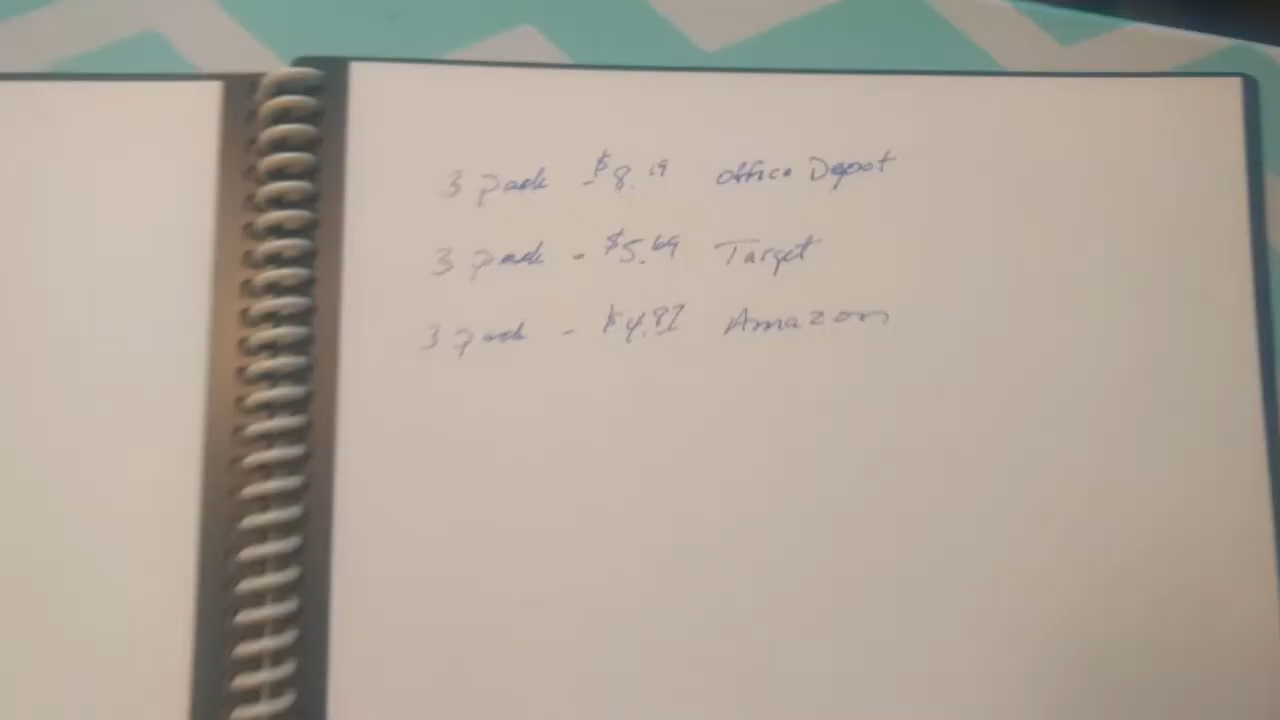 3 pack - $8.19 office Depot
3 pack - $5.69 Target
3 pack - $4.87 Amazon